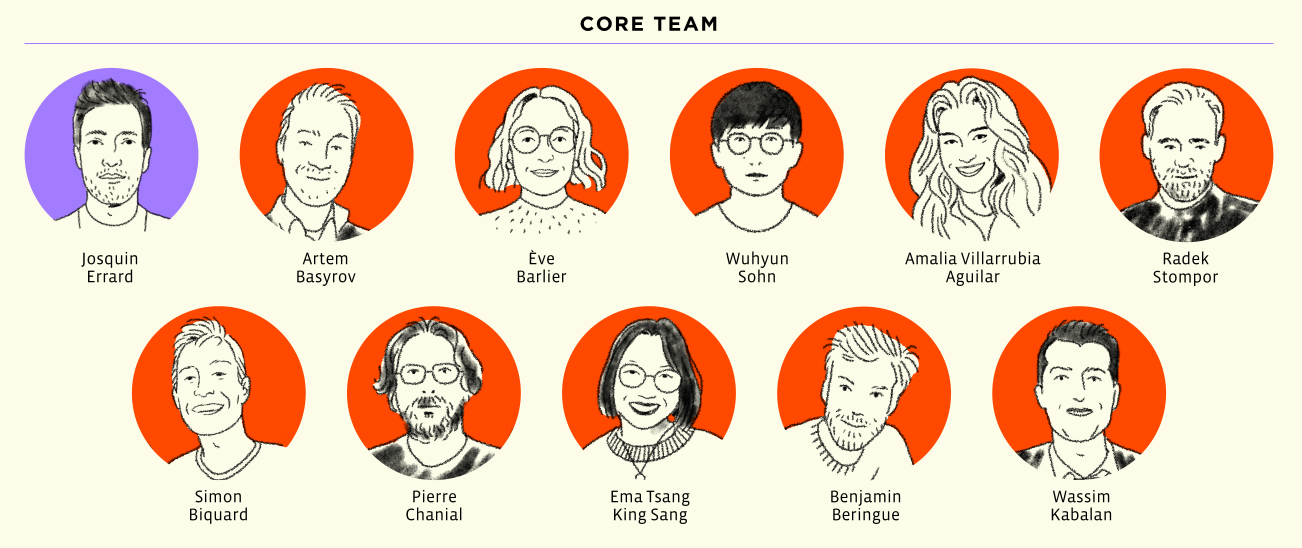 CORE TEAM
Josquin
Errard
Artem
Basyrov
Ève
Barlier
Wuhyun
Sohn
Amalia Villarrubia
Aguilar
Radek
Stompor
Simon
Biquard
Pierre
Chanial
Ema Tsang
King Sang
Benjamin
Beringue
Wassim
Kabalan